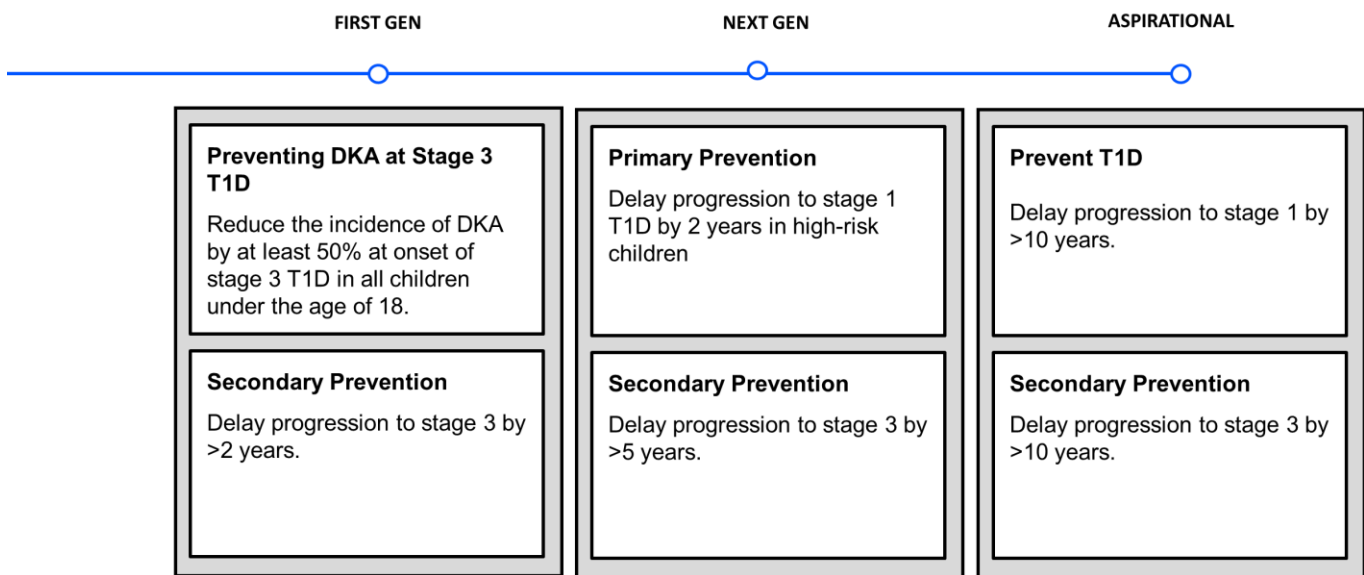 FIRST GEN
NEXT GEN
ASPIRATIONAL
Preventing DKA at Stage 3
T1D
Reduce the incidence of DKA
by at least 50% at onset of
stage 3 T1D in all children
under the age of 18.
Primary Prevention
Delay progression to stage 1
T1D by 2 years in high-risk
children
Prevent T1D
Delay progression to stage 1 by
>10 years.
Secondary Prevention
Delay progression to stage 3 by
>2 years.
Secondary Prevention
Delay progression to stage 3 by
>5 years.
Secondary Prevention
Delay progression to stage 3 by
>10 years.